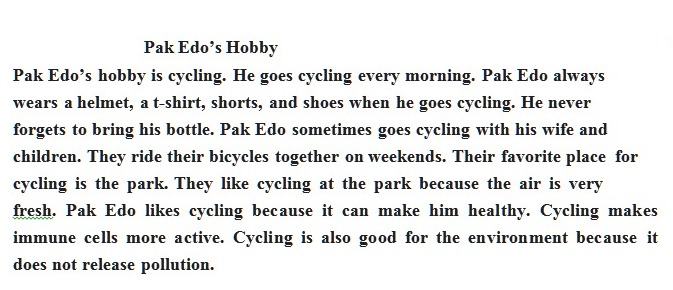 Pak Edo’s Hobby
Pak Edo’s hobby is cycling. He goes cycling every morning. Pak Edo always
wears a helmet, a t-shirt, shorts, and shoes when he goes cycling. He never
forgets to bring his bottle. Pak Edo sometimes goes cycling with his wife and
children. They ride their bicycles together on weekends. Their favorite place for
cycling is the park. They like cycling at the park because the air is very
fresh. Pak Edo likes cycling because it can make him healthy. Cycling makes
immune cells more active. Cycling is also good for the environment because it
does not release pollution.